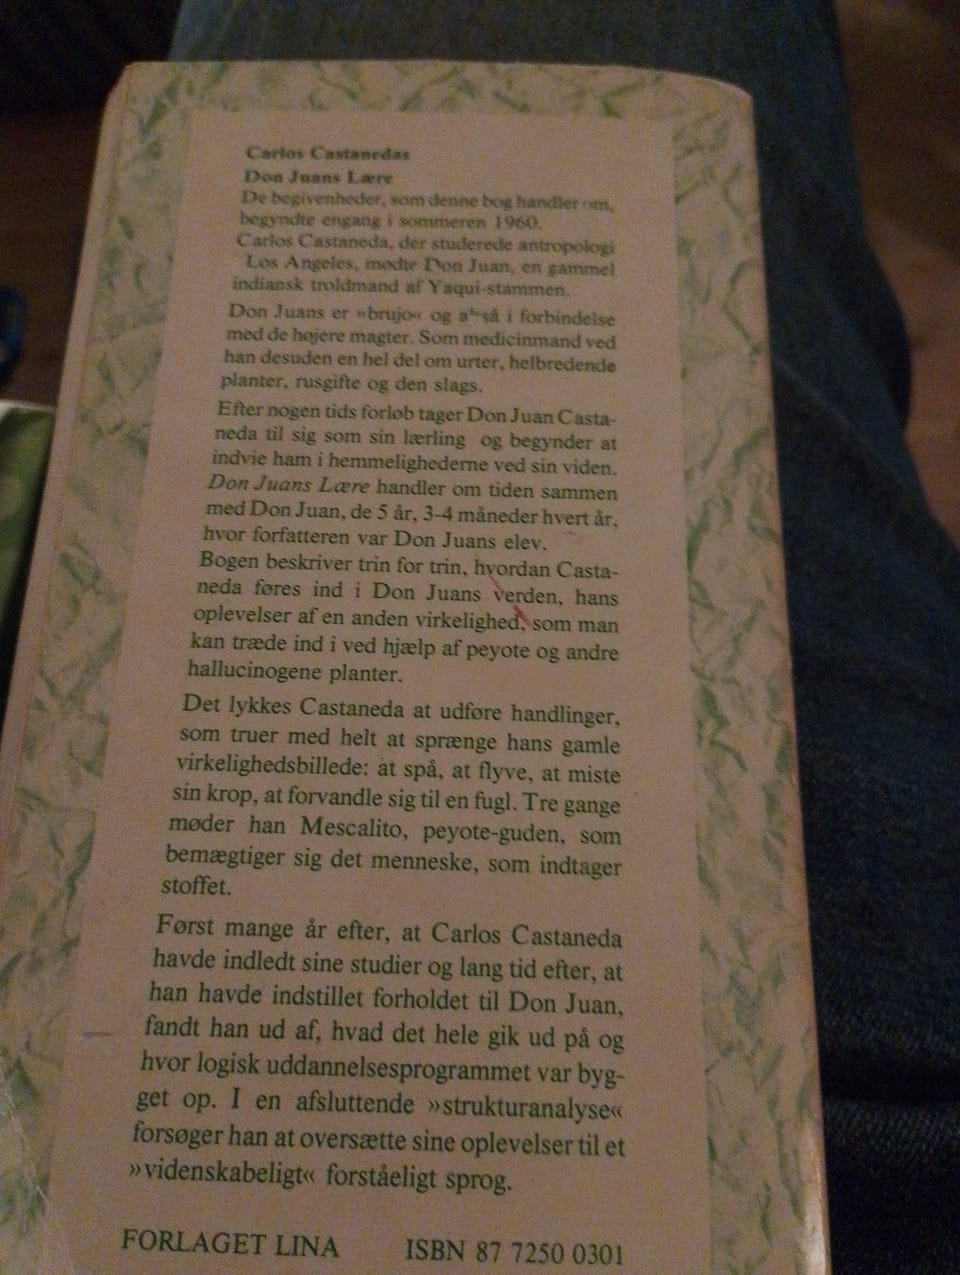 Carlos Castanedas
Don Juans Lære
De begivenheder, som denne bog handler om,
begyndte engang i sommeren 1960.
Carlos Castaneda, der studerede antropologi
Los Angeles, mødte Don Juan, en gammel
indiansk troldmand af Yaqui-stammen.
Don Juans er »brujo« og i forbindelse
med de højere magter. Som medicinmand ved
han desuden en hel del om urter, helbredende
planter, rusgifte og den slags.
Efter nogen tids forløb tager Don Juan Casta-
neda til sig som sin lærling og begynder at
indvie ham i hemmelighederne ved sin viden.
Don Juans Lære handler om tiden sammen
med Don Juan, de 5 år, 3-4 måneder hvert år,
hvor forfatteren var Don Juans elev.
Bogen beskriver trin for trin, hvordan Casta-
neda føres ind i Don Juans verden, hans
oplevelser af en anden virkelighed, som man
kan træde ind i ved hjælp af peyote og andre
hallucinogene planter.
Det lykkes Castaneda at udføre handlinger,
som truer med helt at sprænge hans gamle
virkelighedsbillede: at spå, at flyve, at miste
sin krop, at forvandle sig til en fugl. Tre gange
møder han Mescalito, peyote-guden, som
bemægtiger sig det menneske, som indtager
stoffet.
Først mange år efter, at Carlos Castaneda
havde indledt sine studier og lang tid efter, at
han havde indstillet forholdet til Don Juan,
fandt han ud af, hvad det hele gik ud på og
hvor logisk uddannelsesprogrammet var byg-
get op. I en afsluttende »strukturanalyse«
forsøger han at oversætte sine oplevelser til et
»videnskabeligt« forståeligt sprog.
FORLAGET LINA ISBN 87 7250 0301